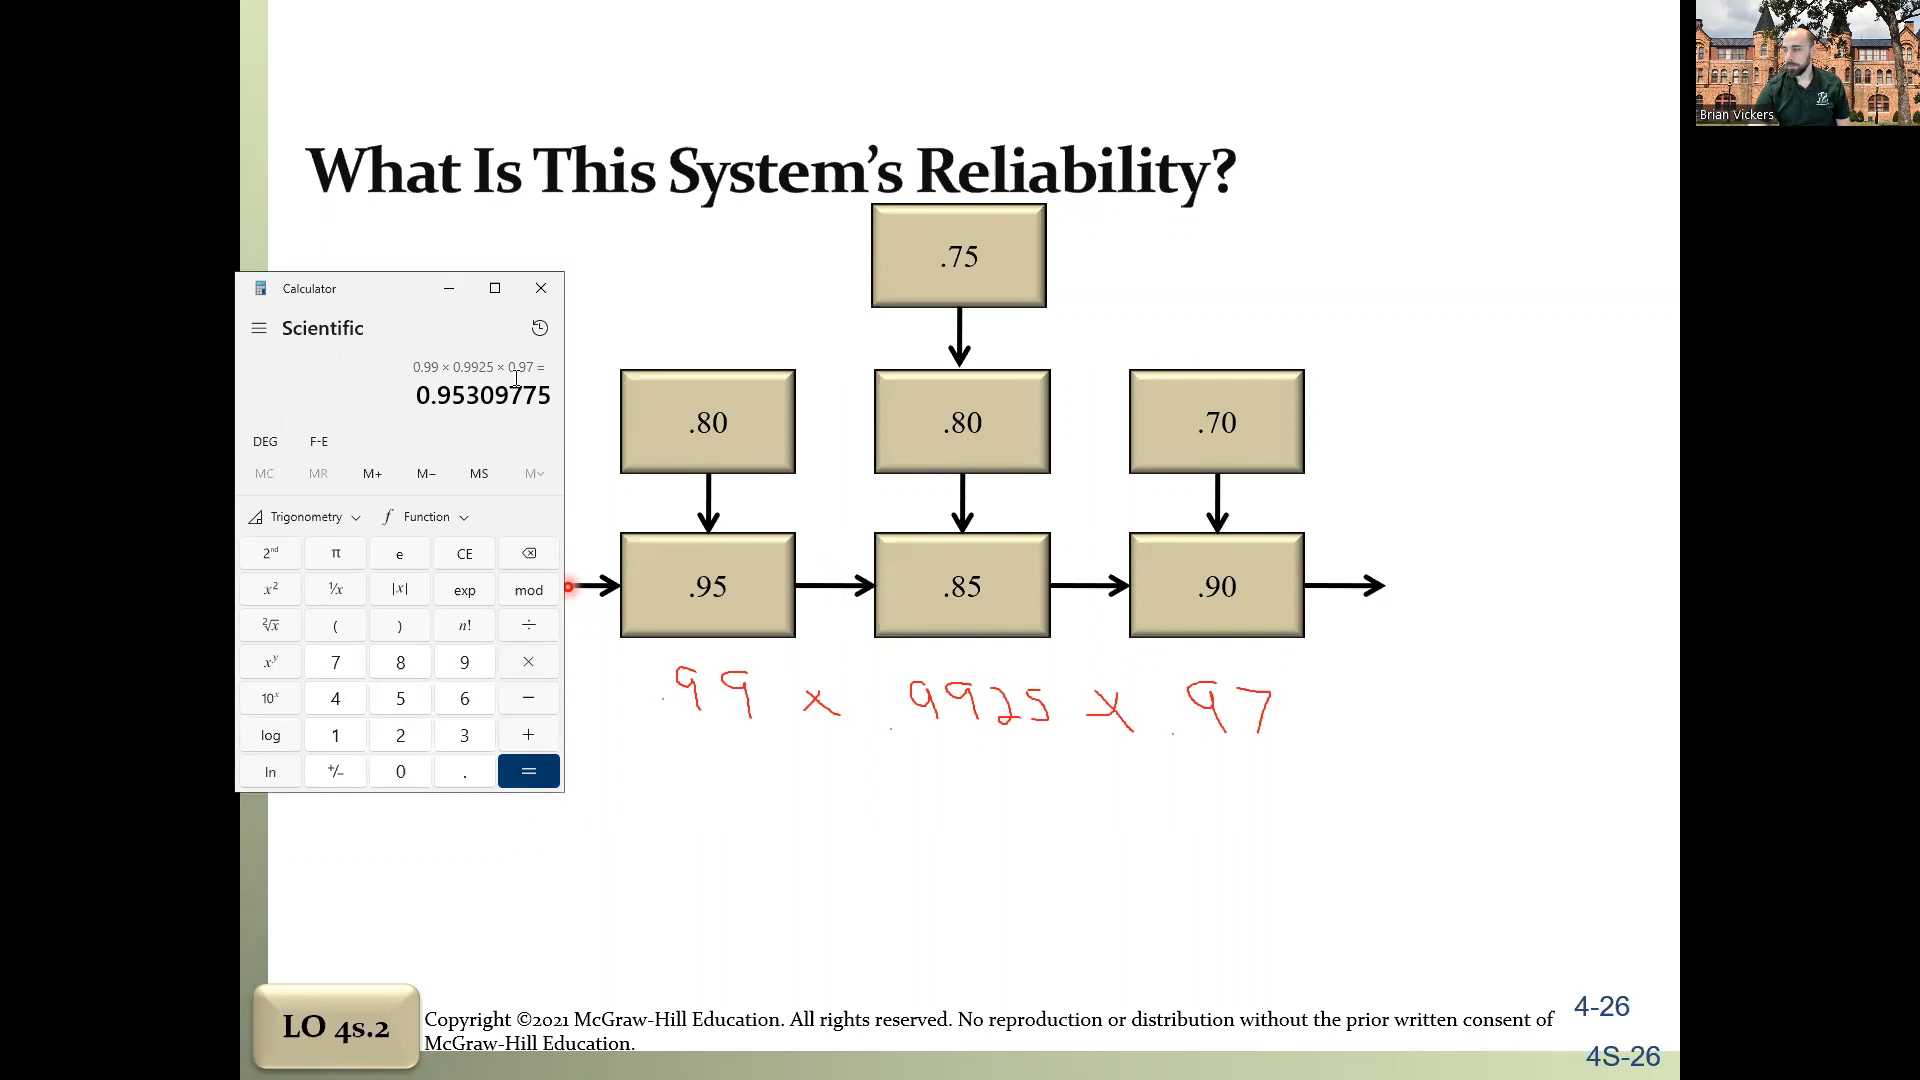 Brian Vickers
What Is This System's Reliability?
.75
Calculator
Scientific
0.99 × 0.9925 × 0.97 =
0.95309775
DEG F-E
MC MR M+ M− MS M˅
Trigonometry Function
2ⁿᵈ π e CE
x² ¹/x |x| exp mod
²√x ( ) n! ÷
xʸ 7 8 9 ×
10ˣ 4 5 6 −
log 1 2 3 +
ln +/− 0 . =
.80 .80 .70
.95 .85 .90
.99 x .9925 x .97
LO 4s.2
Copyright ©2021 McGraw-Hill Education. All rights reserved. No reproduction or distribution without the prior written consent of
McGraw-Hill Education.
4-26
4S-26